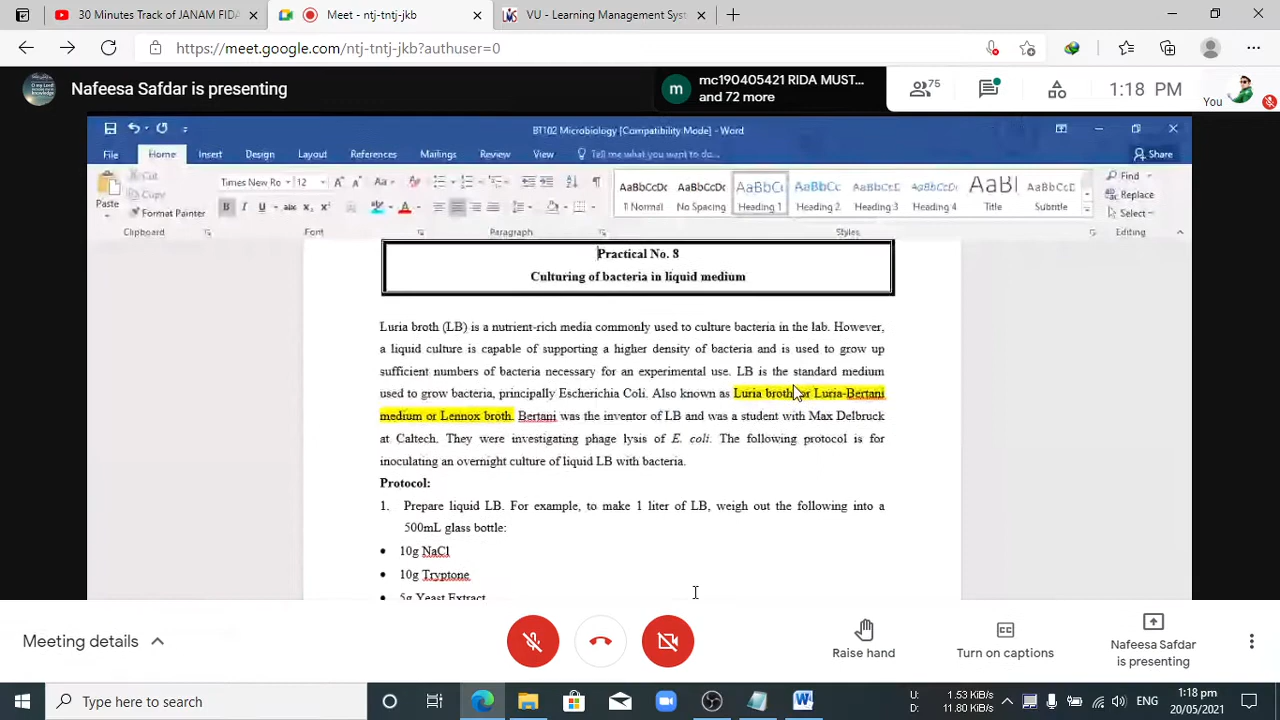 30 Minutes Track of JANAM FIDA
Meet - ntj-tntj-jkb
VU - Learning Management Syst
https://meet.google.com/ntj-tntj-jkb?authuser=0
Nafeesa Safdar is presenting
m
mc190405421 RIDA MUST...
and 72 more
75
1:18 PM
You
BT102 Microbiology [Compatibility Mode] - Word
File
Home
Insert
Design
Layout
References
Mailings
Review
View
Tell me what you want to do...
Share
Paste
Cut
Copy
Format Painter
Times New Ro
12
Clipboard
Font
Paragraph
Styles
Editing
AaBbCcDc
¶ Normal
AaBbCcDc
No Spacing
AaBbC
Heading 1
AaBbCc
Heading 2
AaBbCcD
Heading 3
AaBbCcD
Heading 4
AaBl
Title
AaBbCcD
Subtitle
Find
Replace
Select
Practical No. 8
Culturing of bacteria in liquid medium
Luria broth (LB) is a nutrient-rich media commonly used to culture bacteria in the lab. However,
a liquid culture is capable of supporting a higher density of bacteria and is used to grow up
sufficient numbers of bacteria necessary for an experimental use. LB is the standard medium
used to grow bacteria, principally Escherichia Coli. Also known as Luria broth or Luria-Bertani
medium or Lennox broth. Bertani was the inventor of LB and was a student with Max Delbruck
at Caltech. They were investigating phage lysis of E. coli. The following protocol is for
inoculating an overnight culture of liquid LB with bacteria.
Protocol:
1. Prepare liquid LB. For example, to make 1 liter of LB, weigh out the following into a
500mL glass bottle:
• 10g NaCl
• 10g Tryptone
• 5g Yeast Extract
Meeting details
Raise hand
Turn on captions
Nafeesa Safdar
is presenting
Type here to search
U: 1.53 KiB/s
D: 11.80 KiB/s
ENG
1:18 pm
20/05/2021